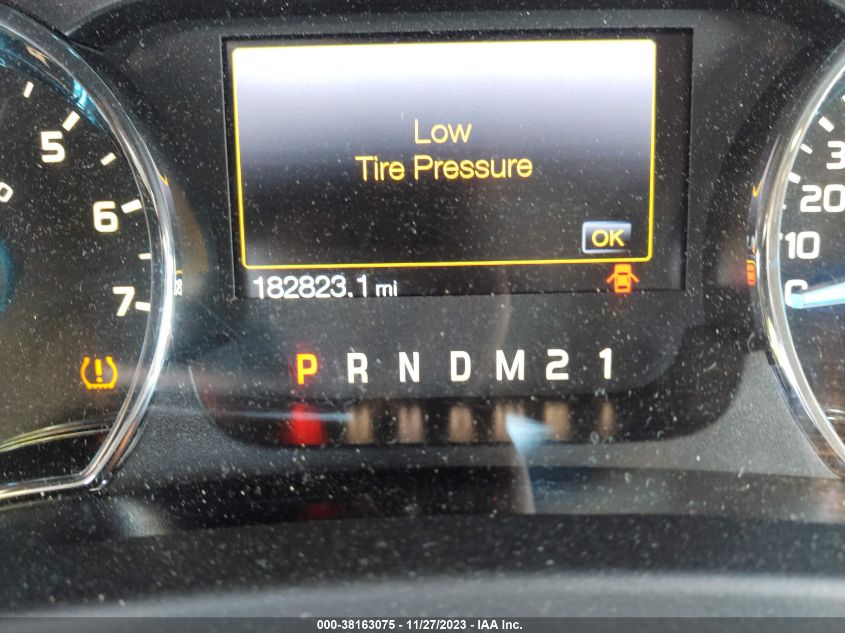 Low
Tire Pressure
OK
182823.1 mi
P R N D M 2 1
5
6
7
20
10
000-38163075 - 11/27/2023 - IAA Inc.